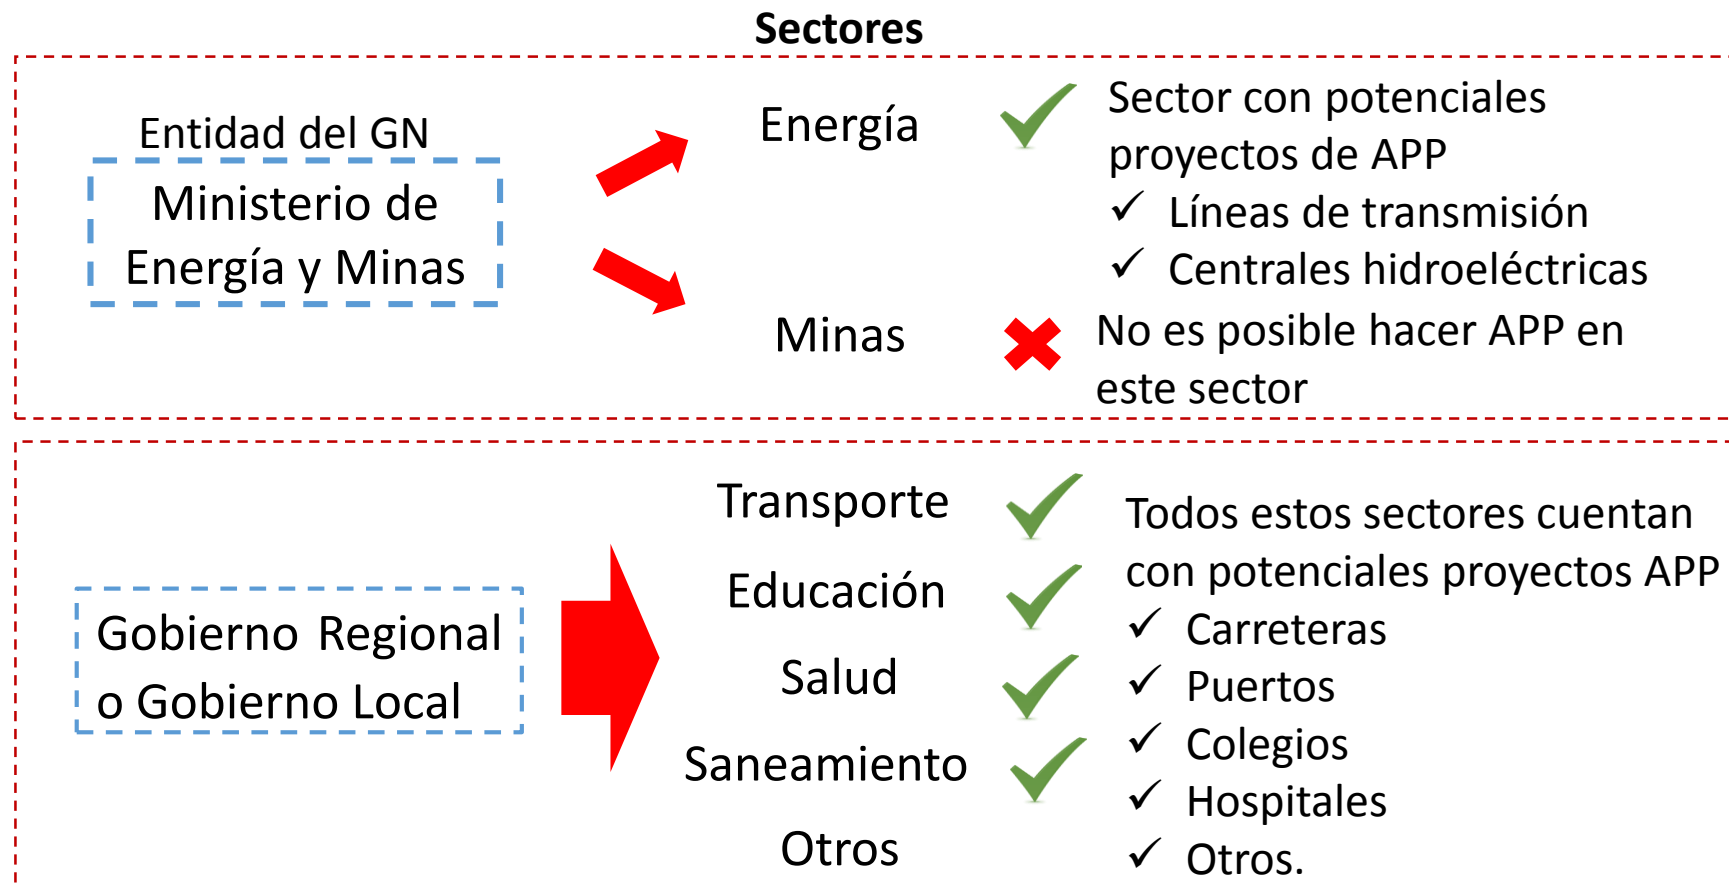 Sectores
Entidad del GN
Ministerio de
Energía y Minas
Energía
Sector con potenciales
proyectos de APP
✓ Líneas de transmisión
✓ Centrales hidroeléctricas
Minas
No es posible hacer APP en
este sector
Gobierno Regional
o Gobierno Local
Transporte
Educación
Salud
Saneamiento
Otros
Todos estos sectores cuentan
con potenciales proyectos APP
✓ Carreteras
✓ Puertos
✓ Colegios
✓ Hospitales
✓ Otros.